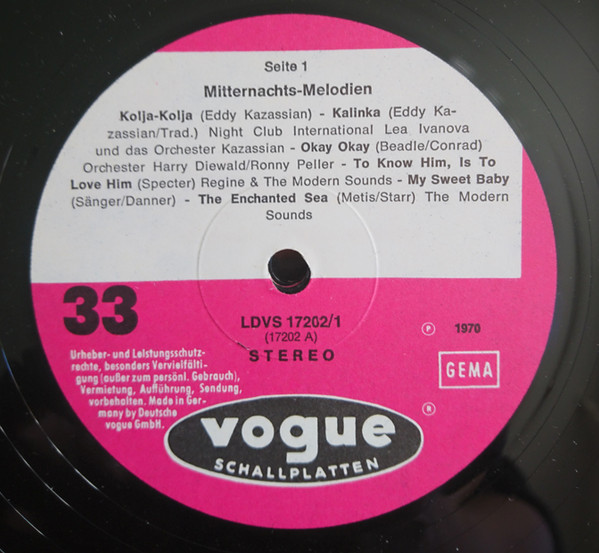 Seite 1
Mitternachts-Melodien
Kolja-Kolja (Eddy Kazassian) - Kalinka (Eddy Ka-
zassian/Trad.) Night Club International Lea Ivanova
und das Orchester Kazassian - Okay Okay (Beadle/Conrad)
Orchester Harry Diewald/Ronny Peller - To Know Him, Is To
Love Him (Specter) Regine & The Modern Sounds - My Sweet Baby
(Sänger/Danner) - The Enchanted Sea (Metis/Starr) The Modern
Sounds
33
LDVS 17202/1
(17202 A)
STEREO
Ⓟ 1970
GEMA
Urheber- und Leistungsschutz-
rechte, besonders Vervielfälti-
gung (außer zum persönl. Gebrauch),
Vermietung, Aufführung, Sendung,
vorbehalten. Made in Ger-
many by Deutsche
vogue GmbH.
®
vogue
SCHALLPLATTEN